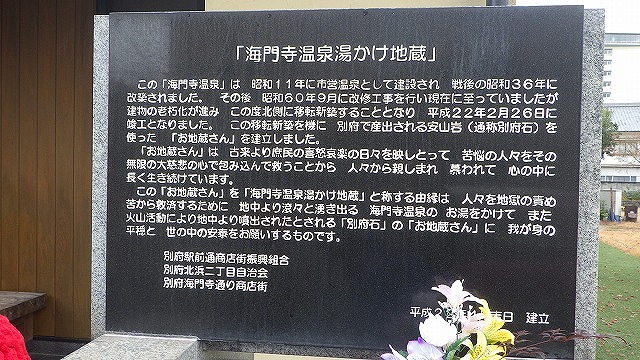 「海門寺温泉湯かけ地蔵」
この「海門寺温泉」は 昭和11年に市営温泉として建設され 戦後の昭和36年に
改築されました。 その後 昭和60年9月に改修工事を行い現在に至っていましたが
建物の老朽化が進み この度北側に移転新築することとなり 平成22年2月26日に
竣工となりました。 この移転新築を機に 別府で産出される安山岩(通称別府石)を
使った 「お地蔵さん」を建立しました。
「お地蔵さん」は 古来より庶民の喜怒哀楽の日々を映しとって 苦悩の人々をその
無限の大慈悲の心で包み込んで救うことから 人々から親しまれ 慕われて 心の中に
長く生き続けています。
この「お地蔵さん」を「海門寺温泉湯かけ地蔵」と称する由縁は 人々を地獄の責め
苦から救済するために 地中より滾々と湧き出る 海門寺温泉の お湯をかけて また
火山活動により地中より噴出されたとされる「別府石」の「お地蔵さん」に 我が身の
平穏と 世の中の安泰をお願いするものです。
別府駅前通商店街振興組合
別府北浜二丁目自治会
別府海門寺通り商店街
平成2 末日 建立